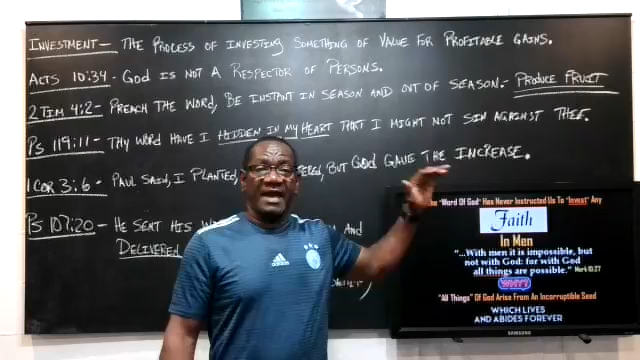 INVESTMENT — THE PROCESS OF INVESTING SOMETHING OF VALUE FOR PROFITABLE GAINS.
ACTS 10:34 - GOD IS NOT A RESPECTOR OF PERSONS.
2 TIM 4:2 - PREACH THE WORD, BE INSTANT IN SEASON AND OUT OF SEASON. - PRODUCE FRUIT
PS 119:11 - THY WORD HAVE I HIDDEN IN MY HEART THAT I MIGHT NOT SIN AGAINST THEE.
1 COR 3:6 - PAUL SAID, I PLANTED, BUT GOD GAVE THE INCREASE.
PS 107:20 - HE SENT HIS AND
DELIVERED
"Word Of God" Has Never Instructed Us To "Invest" Any
Faith
In Men
"...With men it is impossible, but
not with God: for with God
all things are possible." Mark 10:27
WHY?
"All Things" Of God Arise From An Incorruptible Seed
WHICH LIVES
AND ABIDES FOREVER
SAMSUNG
adidas